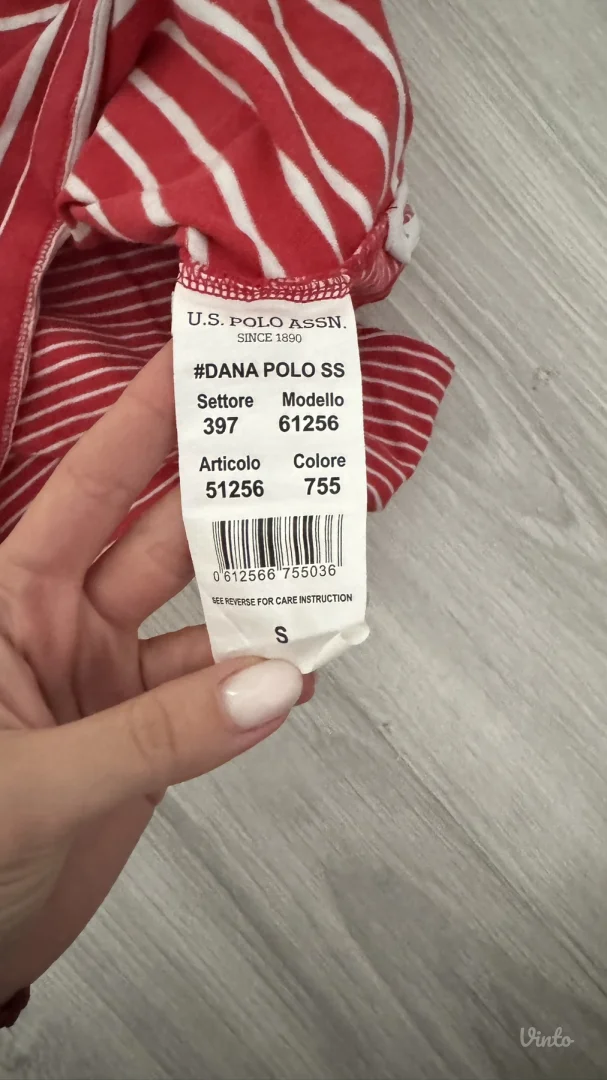 U.S. POLO ASSN.
SINCE 1890
#DANA POLO SS
Settore Modello
397 61256
Articolo Colore
51256 755
0 612566 755036
SEE REVERSE FOR CARE INSTRUCTION
S
Vinto